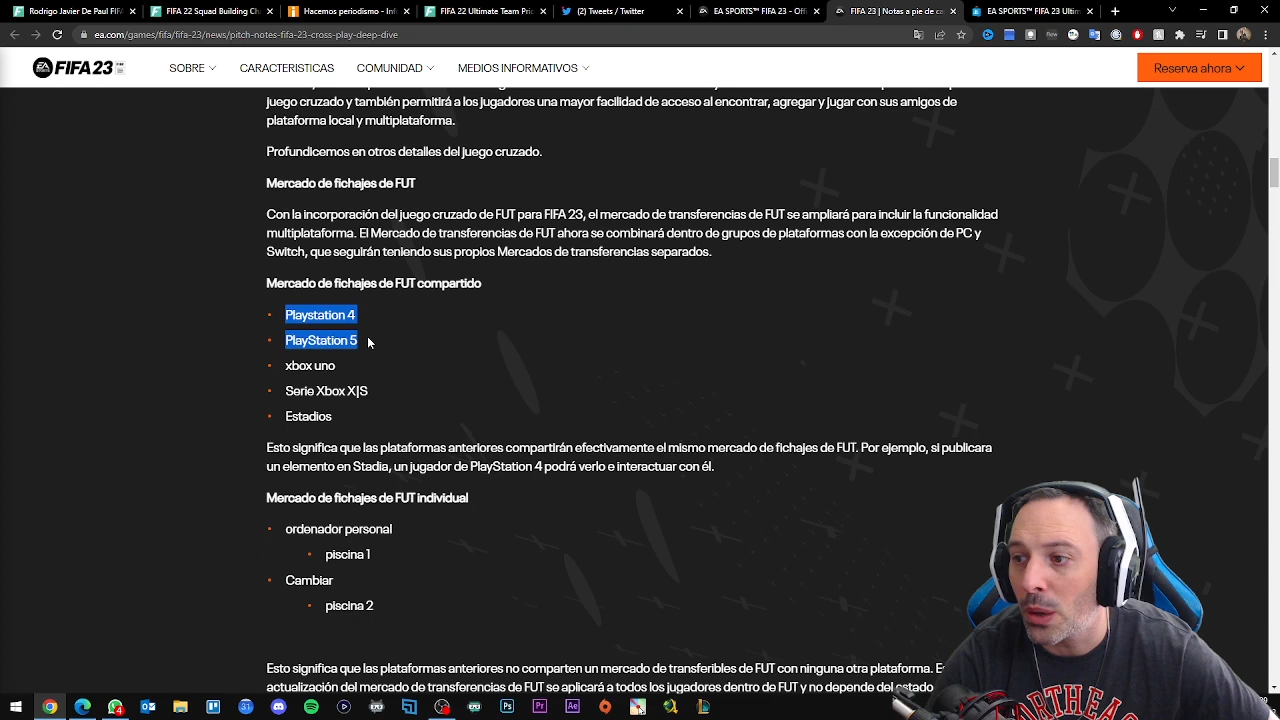 Rodrigo Javier De Paul FIFA
FIFA 22 Squad Building Ch
Hacemos periodismo - Inf
FIFA 22 Ultimate Team Pric
(2) Tweets / Twitter
EA SPORTS™ FIFA 23 - Offi
FIFA 23 | Notas a pie de ca
EA SPORTS™ FIFA 23 Ultim
ea.com/games/fifa/fifa-23/news/pitch-notes-fifa-23-cross-play-deep-dive
EA SPORTS FIFA 23
SOBRE
CARACTERISTICAS
COMUNIDAD
MEDIOS INFORMATIVOS
Reserva ahora
juego cruzado y también permitirá a los jugadores una mayor facilidad de acceso al encontrar, agregar y jugar con sus amigos de
plataforma local y multiplataforma.
Profundicemos en otros detalles del juego cruzado.
Mercado de fichajes de FUT
Con la incorporación del juego cruzado de FUT para FIFA 23, el mercado de transferencias de FUT se ampliará para incluir la funcionalidad
multiplataforma. El Mercado de transferencias de FUT ahora se combinará dentro de grupos de plataformas con la excepción de PC y
Switch, que seguirán teniendo sus propios Mercados de transferencias separados.
Mercado de fichajes de FUT compartido
Playstation 4
PlayStation 5
xbox uno
Serie Xbox X|S
Estadios
Esto significa que las plataformas anteriores compartirán efectivamente el mismo mercado de fichajes de FUT. Por ejemplo, si publicara
un elemento en Stadia, un jugador de PlayStation 4 podrá verlo e interactuar con él.
Mercado de fichajes de FUT individual
ordenador personal
piscina 1
Cambiar
piscina 2
Esto significa que las plataformas anteriores no comparten un mercado de transferibles de FUT con ninguna otra plataforma.
actualización del mercado de transferencias de FUT se aplicará a todos los jugadores dentro de FUT y no depende del estado
NORTHEAST